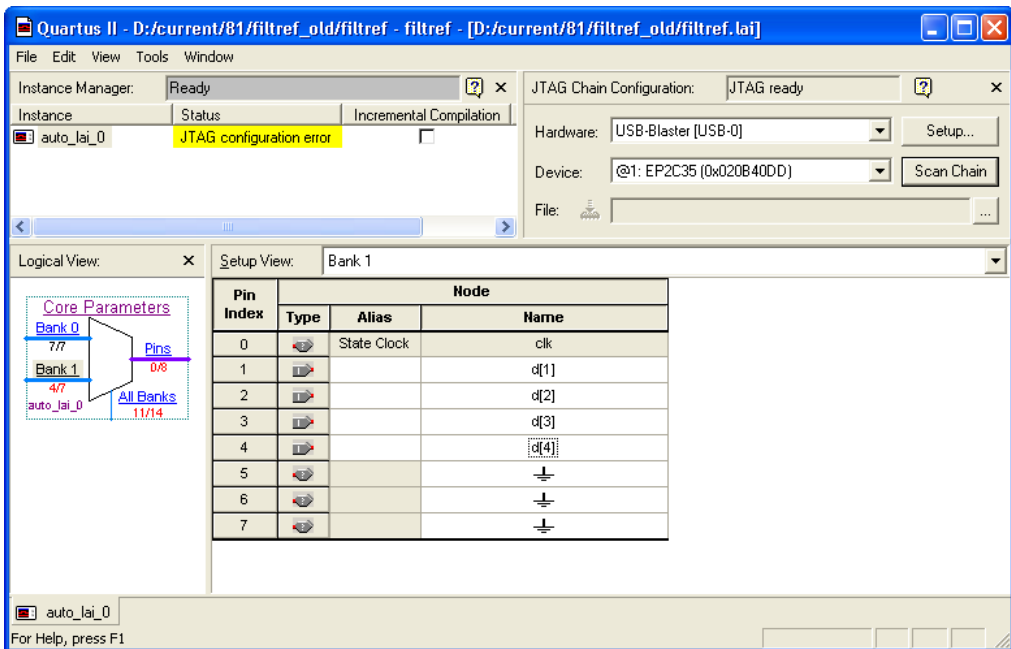 Quartus II - D:/current/81/filtref_old/filtref - filtref - [D:/current/81/filtref_old/filtref.lai]
File Edit View Tools Window
Instance Manager: Ready
Instance Status Incremental Compilation
auto_lai_0 JTAG configuration error
JTAG Chain Configuration: JTAG ready
Hardware: USB-Blaster [USB-0] Setup...
Device: @1: EP2C35 (0x020B40DD) Scan Chain
File: ...
Logical View:
Core Parameters
Bank 0
7/7
Pins
0/8
Bank 1
4/7
All Banks
11/14
auto_lai_0
Setup View: Bank 1
Pin Index Node
Type Alias Name
0 State Clock clk
1 d[1]
2 d[2]
3 d[3]
4 d[4]
5
6
7
auto_lai_0
For Help, press F1